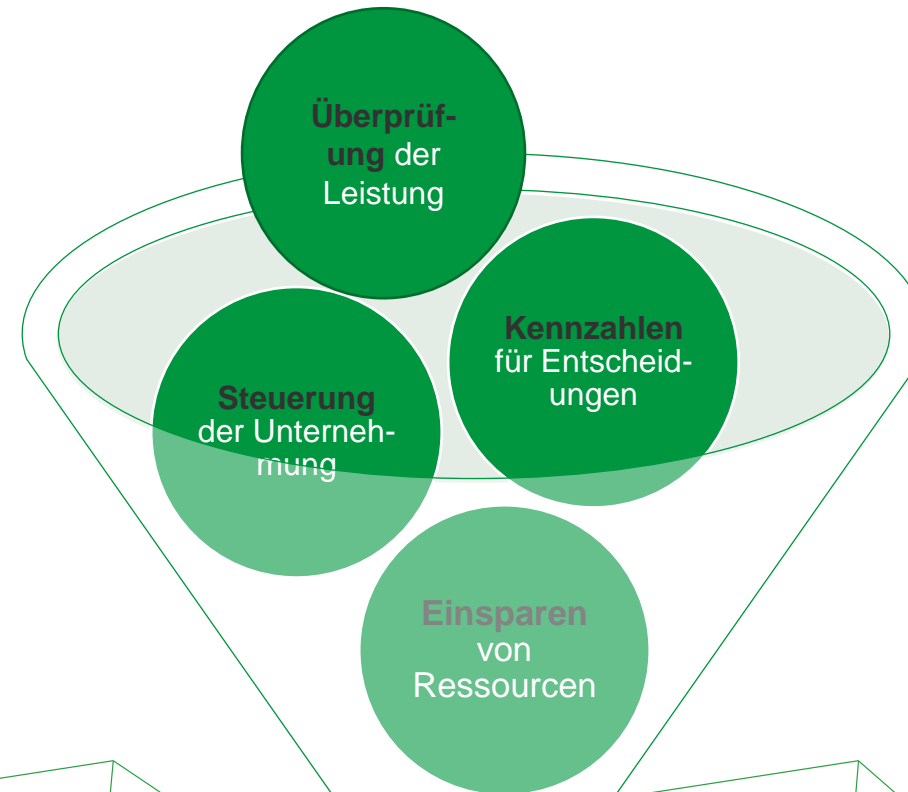 Überprüf-
ung der
Leistung
Kennzahlen
für Entscheid-
ungen
Steuerung
der Unterneh-
mung
Einsparen
von
Ressourcen